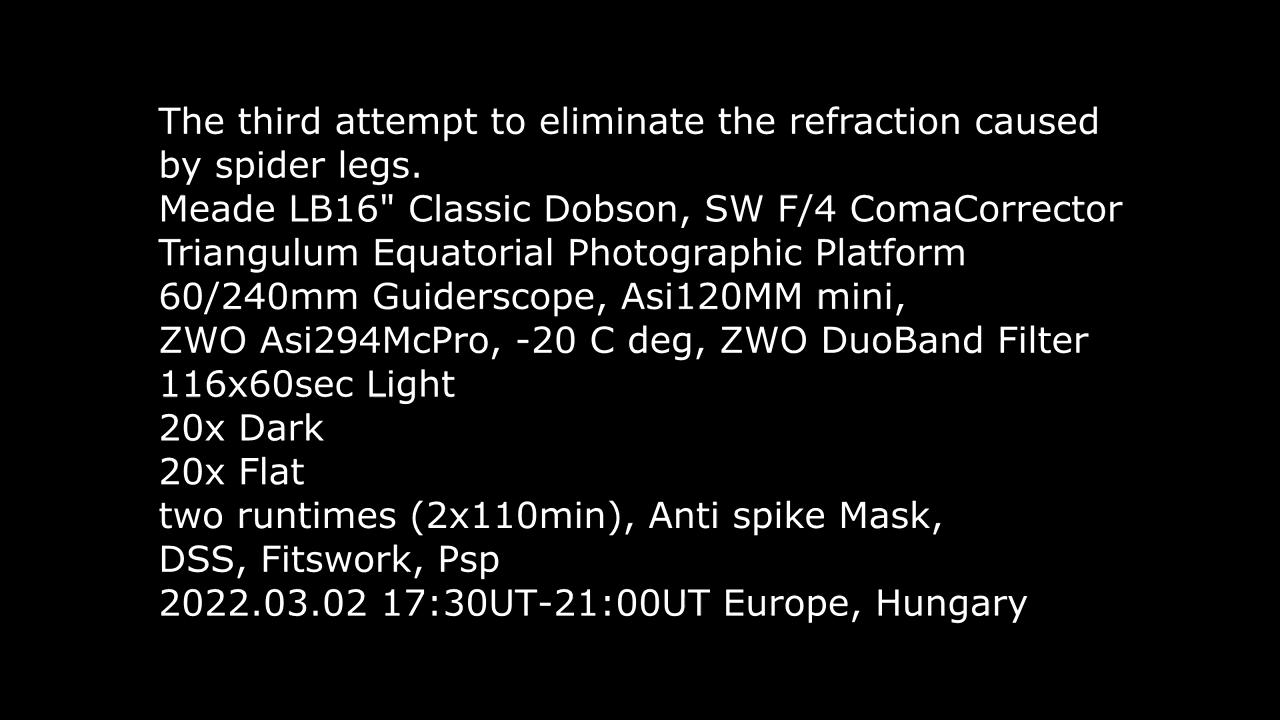 The third attempt to eliminate the refraction caused
by spider legs.
Meade LB16" Classic Dobson, SW F/4 ComaCorrector
Triangulum Equatorial Photographic Platform
60/240mm Guiderscope, Asi120MM mini,
ZWO Asi294McPro, -20 C deg, ZWO DuoBand Filter
116x60sec Light
20x Dark
20x Flat
two runtimes (2x110min), Anti spike Mask,
DSS, Fitswork, Psp
2022.03.02 17:30UT-21:00UT Europe, Hungary